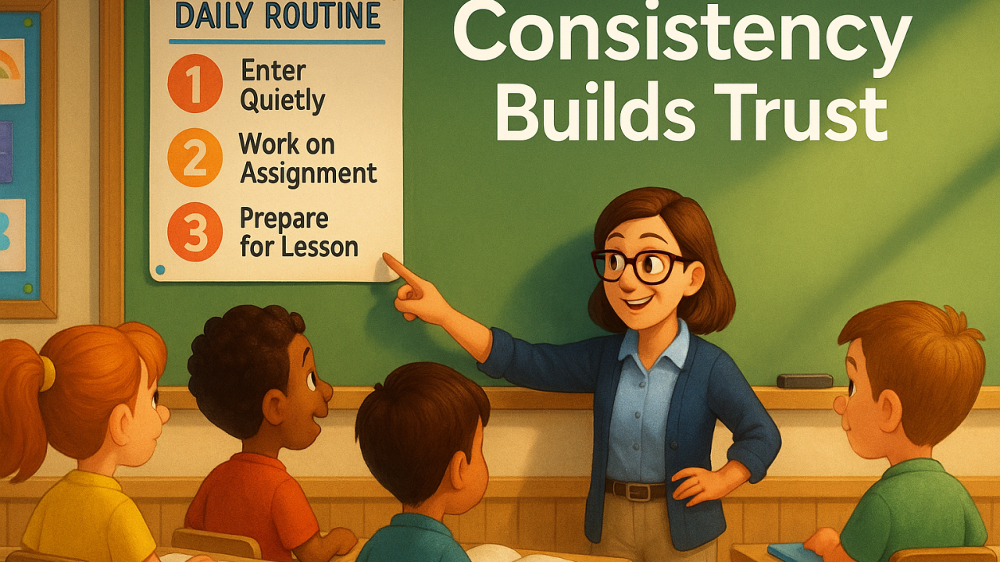 DAILY ROUTINE
1 Enter
Quietly
2 Work on
Assignment
3 Prepare
for Lesson
Consistency
Builds Trust